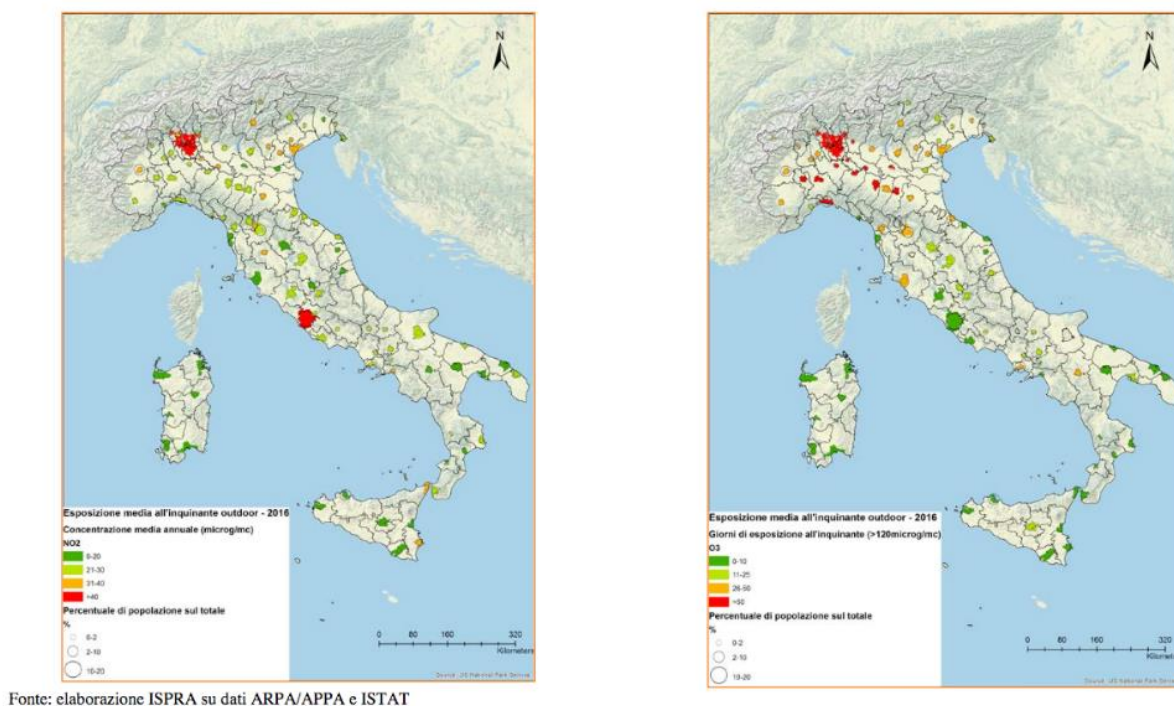 N
Esposizione media all'inquinante outdoor - 2016
Concentrazione media annuale (microg/mc)
NO2
21-30
31-40
>40
Percentuale di popolazione sul totale
%
0-2
2-10
10-20
0 80 160 320
Kilometers
N
Esposizione media all'inquinante outdoor - 2016
Giorni di esposizione all'inquinante (>120microg/mc)
O3
0-10
11-25
26-50
Percentuale di popolazione sul totale
%
0-2
2-10
10-20
0 80 160 320
Fonte: elaborazione ISPRA su dati ARPA/APPA e ISTAT